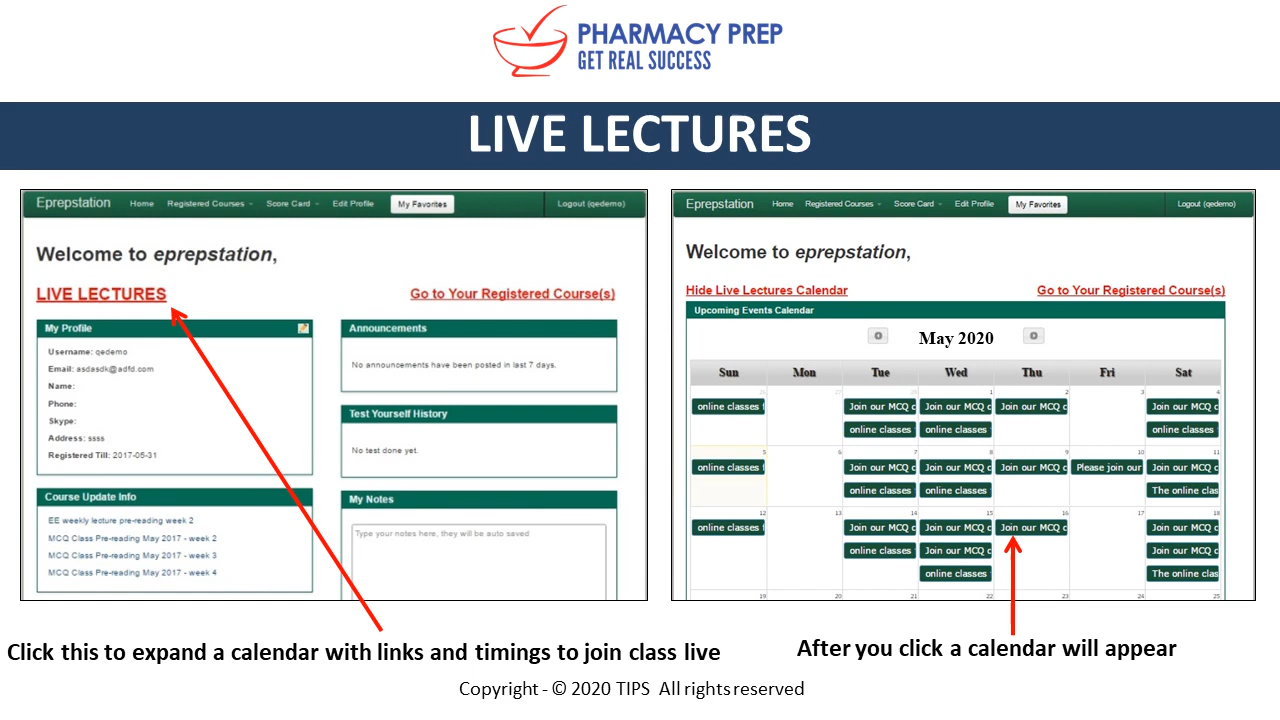 PHARMACY PREP
GET REAL SUCCESS
LIVE LECTURES
Eprepstation Home Registered Courses Score Card Edit Profile My Favorites Logout (qedemo)
Welcome to eprepstation,
LIVE LECTURES Go to Your Registered Course(s)
My Profile
Username: qedemo
Email: asdasdk@adfd.com
Name:
Phone:
Skype:
Address: ssss
Registered Till: 2017-05-31
Course Update Info
EE weekly lecture pre-reading week 2
MCQ Class Pre-reading May 2017 - week 2
MCQ Class Pre-reading May 2017 - week 3
MCQ Class Pre-reading May 2017 - week 4
Announcements
No announcements have been posted in last 7 days.
Test Yourself History
No test done yet.
My Notes
Type your notes here, they will be auto saved
Eprepstation Home Registered Courses Score Card Edit Profile My Favorites Logout (qedemo)
Welcome to eprepstation,
Hide Live Lectures Calendar Go to Your Registered Course(s)
Upcoming Events Calendar
May 2020
Sun Mon Tue Wed Thu Fri Sat
1 2 3 4
online classes Join our MCQ c Join our MCQ c Join our MCQ c Join our MCQ c
online classes online classes online classes
5 6 7 8 9 10 11
online classes Join our MCQ c Join our MCQ c Join our MCQ c Please join our Join our MCQ c
online classes online classes The online clas
12 13 14 15 16 17 18
online classes Join our MCQ c Join our MCQ c Join our MCQ c Join our MCQ c
online classes Join our MCQ c Join our MCQ c
online classes The online clas
19 20 21 22 23 24 25
Click this to expand a calendar with links and timings to join class live
After you click a calendar will appear
Copyright - © 2020 TIPS All rights reserved